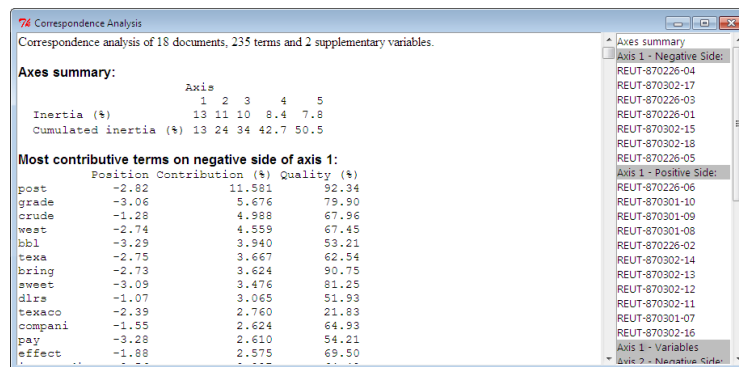 Correspondence Analysis
Correspondence analysis of 18 documents, 235 terms and 2 supplementary variables.
Axes summary:
Axis
1 2 3 4 5
Inertia (%) 13 11 10 8.4 7.8
Cumulated inertia (%) 13 24 34 42.7 50.5
Most contributive terms on negative side of axis 1:
Position Contribution (%) Quality (%)
post -2.82 11.581 92.34
grade -3.06 5.676 79.90
crude -1.28 4.988 67.96
west -2.74 4.559 67.45
bbl -3.29 3.940 53.21
texa -2.75 3.667 62.54
bring -2.73 3.624 90.75
sweet -3.09 3.476 81.25
dlrs -1.07 3.065 51.93
texaco -2.39 2.760 21.83
compani -1.55 2.624 64.93
pay -3.28 2.610 54.21
effect -1.88 2.575 69.50
Axes summary
Axis 1 - Negative Side:
REUT-870226-04
REUT-870302-17
REUT-870226-03
REUT-870226-01
REUT-870302-15
REUT-870302-18
REUT-870226-05
Axis 1 - Positive Side:
REUT-870226-06
REUT-870301-10
REUT-870301-09
REUT-870301-08
REUT-870226-02
REUT-870302-14
REUT-870302-13
REUT-870302-12
REUT-870302-11
REUT-870301-07
REUT-870302-16
Axis 1 - Variables
Axis 2 - Negative Side: